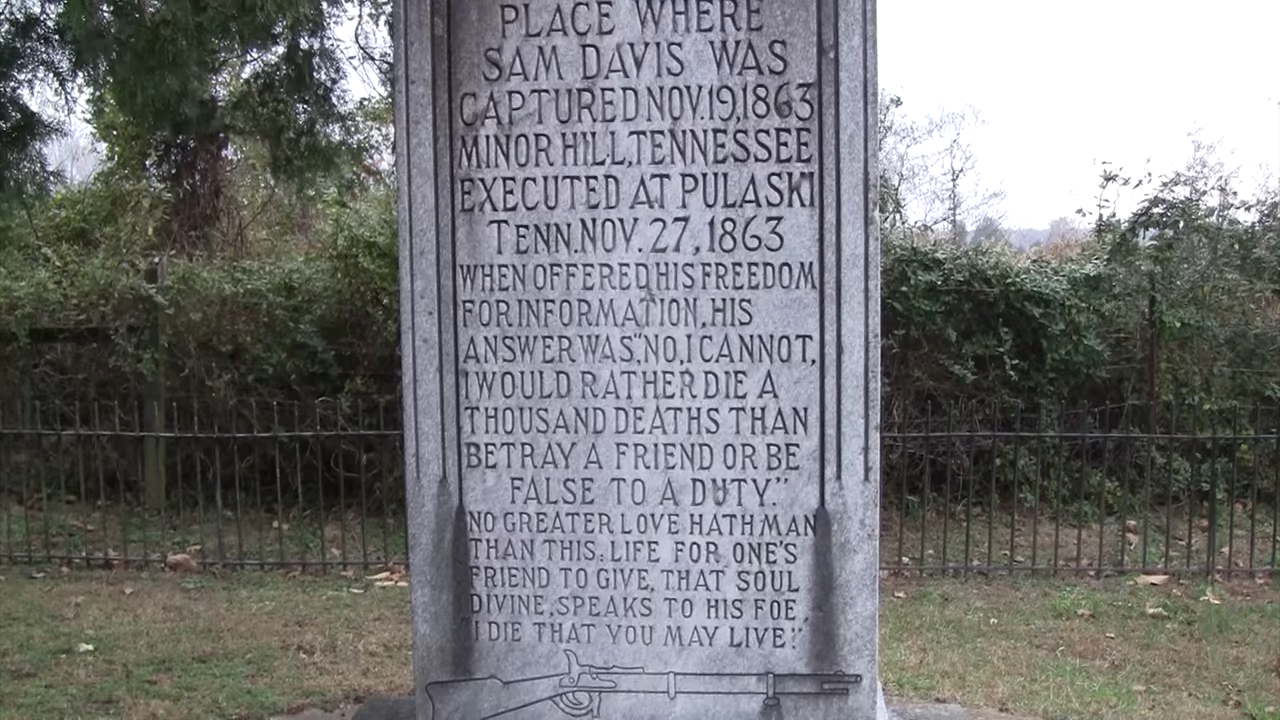 PLACE WHERE
SAM DAVIS WAS
CAPTURED NOV. 19, 1863
MINOR HILL, TENNESSEE
EXECUTED AT PULASKI
TENN. NOV. 27, 1863
WHEN OFFERED HIS FREEDOM
FOR INFORMATION, HIS
ANSWER WAS: "NO, I CANNOT,
I WOULD RATHER DIE A
THOUSAND DEATHS THAN
BETRAY A FRIEND OR BE
FALSE TO A DUTY."
NO GREATER LOVE HATH MAN
THAN THIS. LIFE FOR ONE'S
FRIEND TO GIVE, THAT SOUL
DIVINE, SPEAKS TO HIS FOE,
"I DIE THAT YOU MAY LIVE."